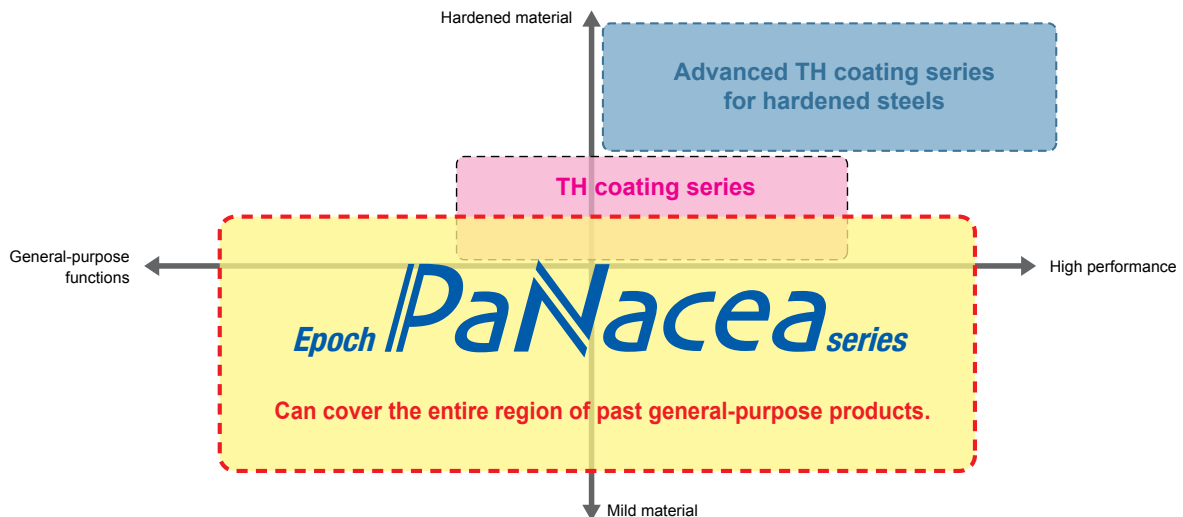 Hardened material
Advanced TH coating series
for hardened steels
TH coating series
General-purpose
functions
High performance
Epoch PaNacea series
Can cover the entire region of past general-purpose products.
Mild material